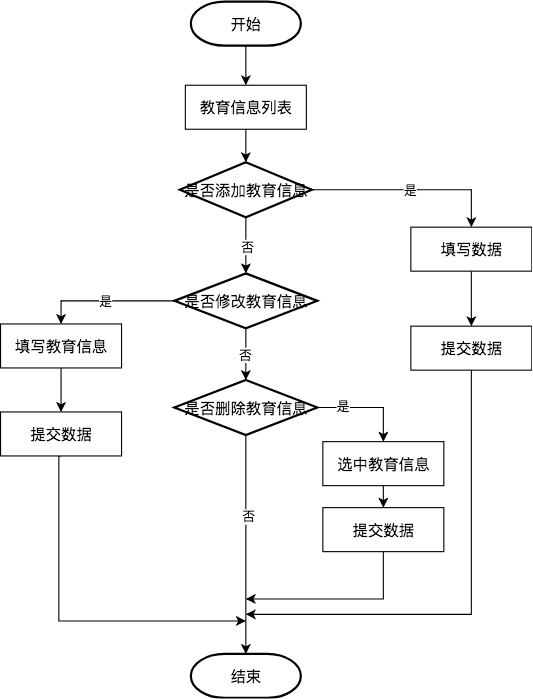 开始
教育信息列表
是否添加教育信息
是
填写数据
否
是否修改教育信息
是
填写教育信息
提交数据
否
提交数据
是否删除教育信息
是
选中教育信息
提交数据
否
结束